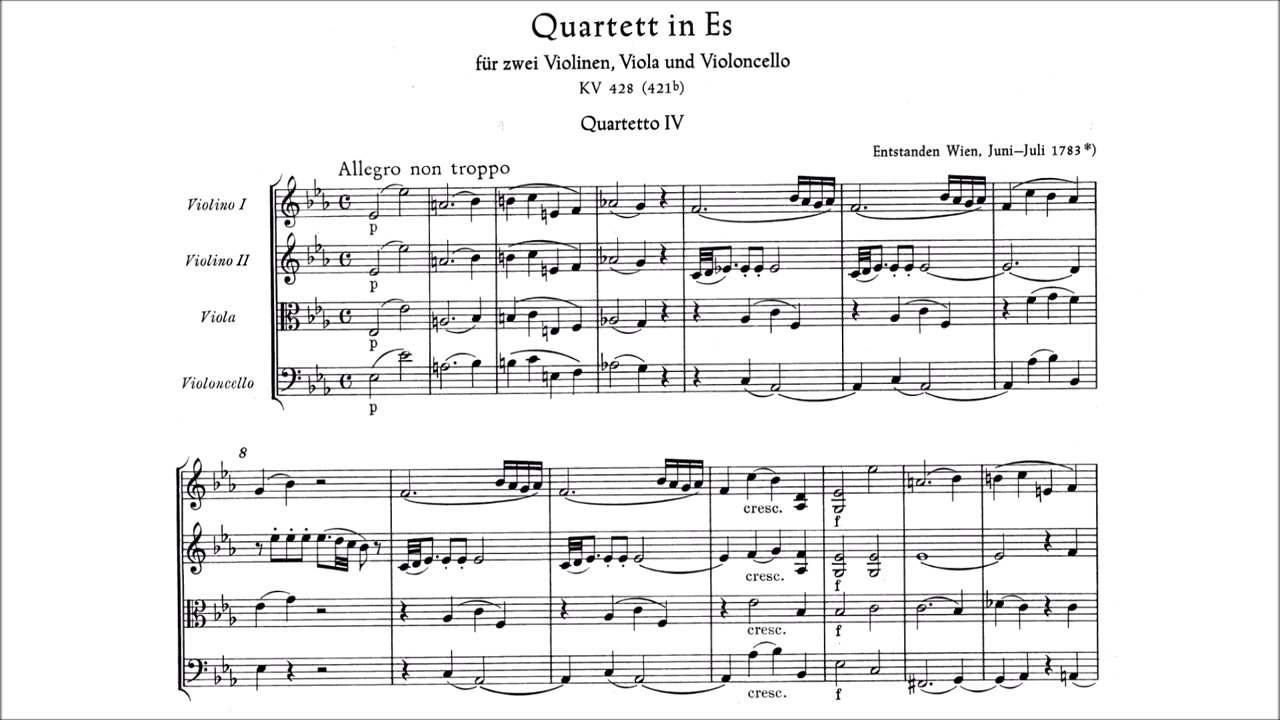 Quartett in Es
für zwei Violinen, Viola und Violoncello
KV 428 (421b)
Quartetto IV
Entstanden Wien, Juni–Juli 1783*)
Allegro non troppo
Violino I
p
Violino II
p
Viola
p
Violoncello
p
8
cresc. f
cresc. f
cresc. f
cresc. f